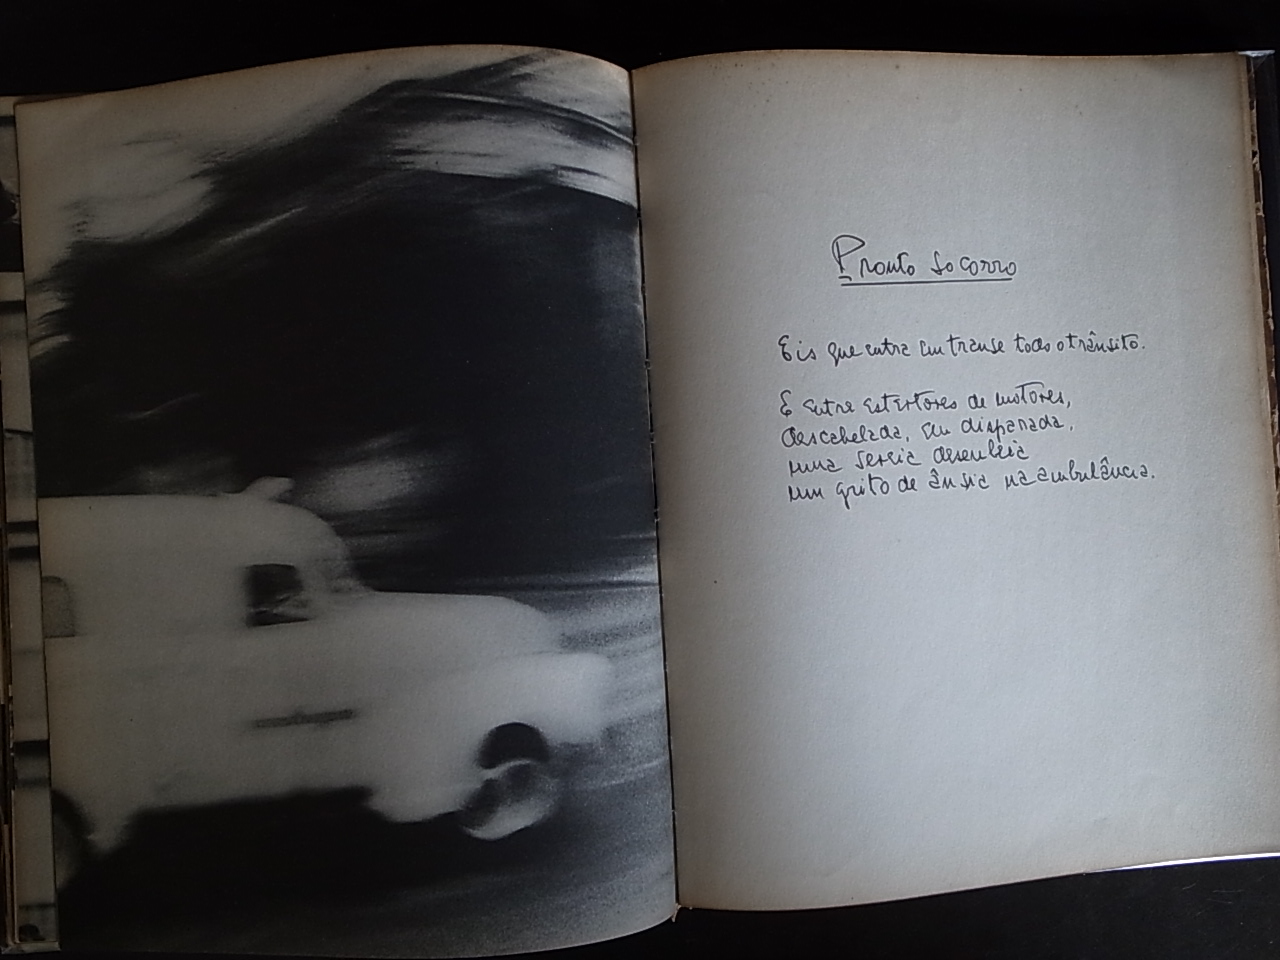 Pronto Socorro
Eis que entra em transe todo o trânsito.
E entre estertores de motores,
descabelada, em disparada,
uma sereia desenleia
um grito de ânsia na ambulância.